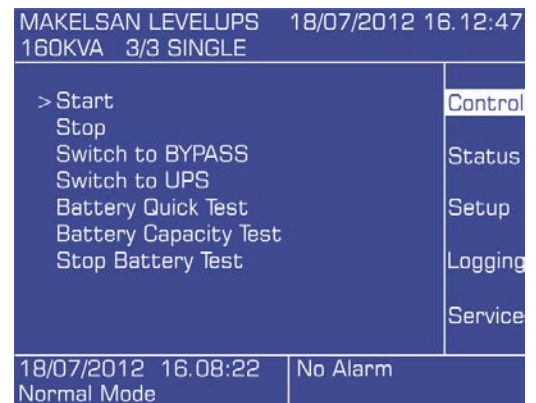 MAKELSAN LEVELUPS 18/07/2012 16.12:47
160KVA 3/3 SINGLE
> Start
Stop
Switch to BYPASS
Switch to UPS
Battery Quick Test
Battery Capacity Test
Stop Battery Test
Control
Status
Setup
Logging
Service
18/07/2012 16.08:22
Normal Mode
No Alarm